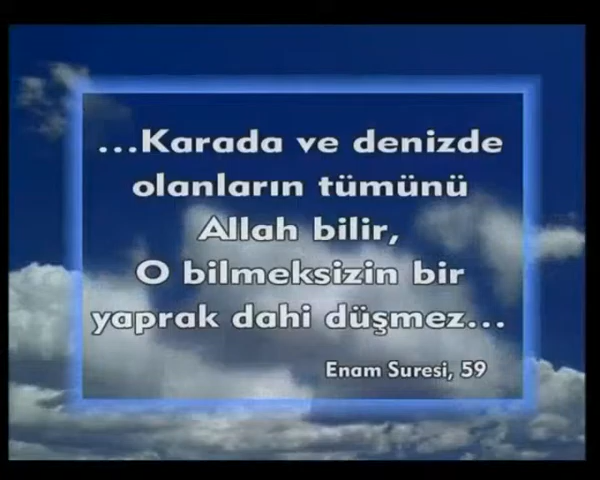 ...Karada ve denizde
olanların tümünü
Allah bilir,
O bilmeksizin bir
yaprak dahi düşmez...
Enam Suresi, 59